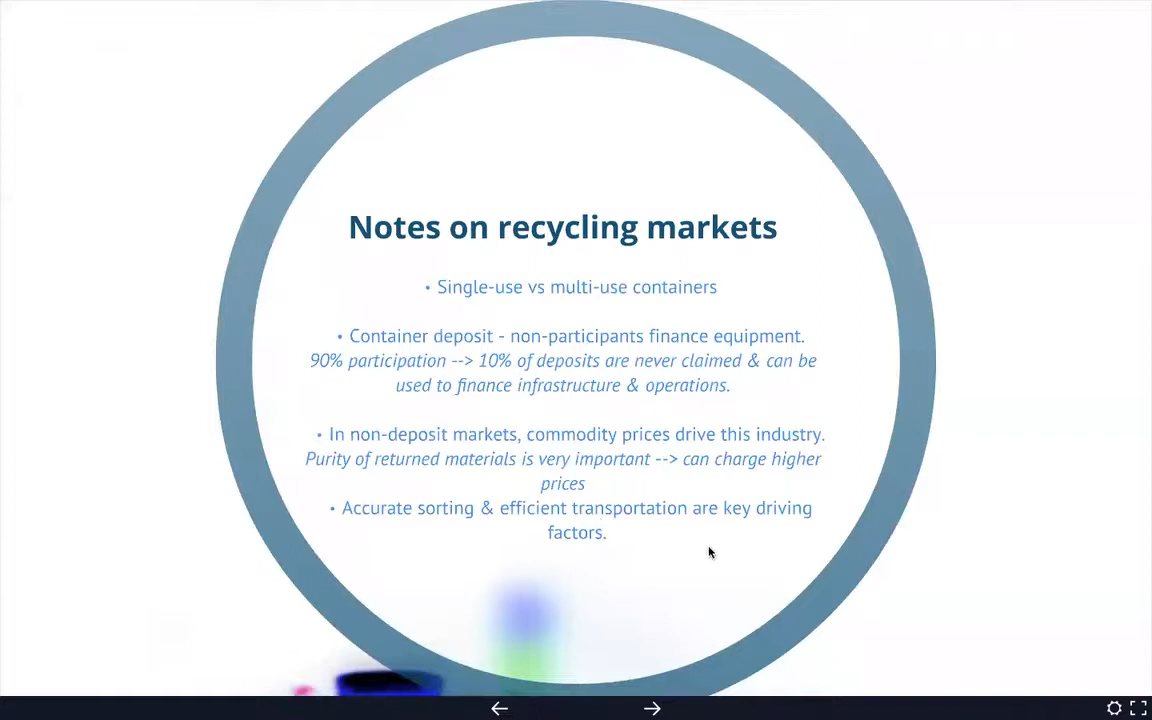 Notes on recycling markets
• Single-use vs multi-use containers
• Container deposit - non-participants finance equipment.
90% participation --> 10% of deposits are never claimed & can be
used to finance infrastructure & operations.
• In non-deposit markets, commodity prices drive this industry.
Purity of returned materials is very important --> can charge higher
prices
• Accurate sorting & efficient transportation are key driving
factors.